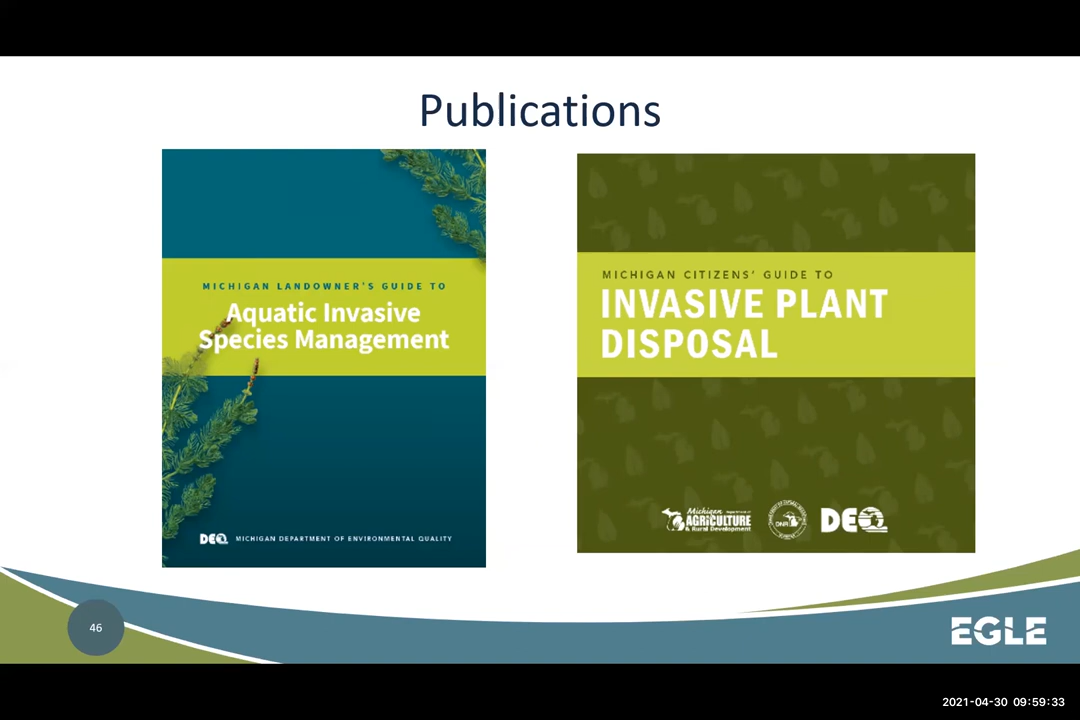 Publications
MICHIGAN LANDOWNER'S GUIDE TO
Aquatic Invasive
Species Management
DEQ MICHIGAN DEPARTMENT OF ENVIRONMENTAL QUALITY
MICHIGAN CITIZENS' GUIDE TO
INVASIVE PLANT
DISPOSAL
Michigan
AGRICULTURE
& Rural Development
DNR
DEQ
46
EGLE
2021-04-30 09:59:33